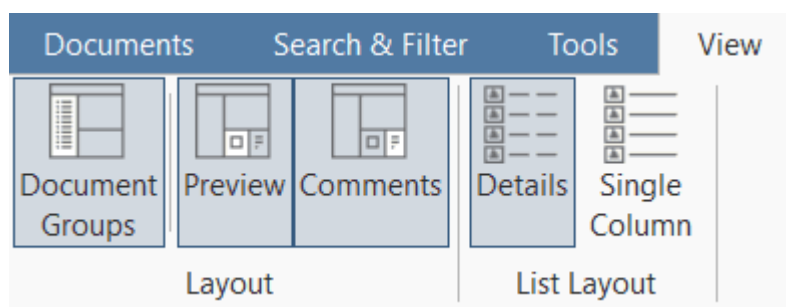 Documents Search & Filter Tools View
Document Groups Preview Comments Details Single Column
Layout List Layout